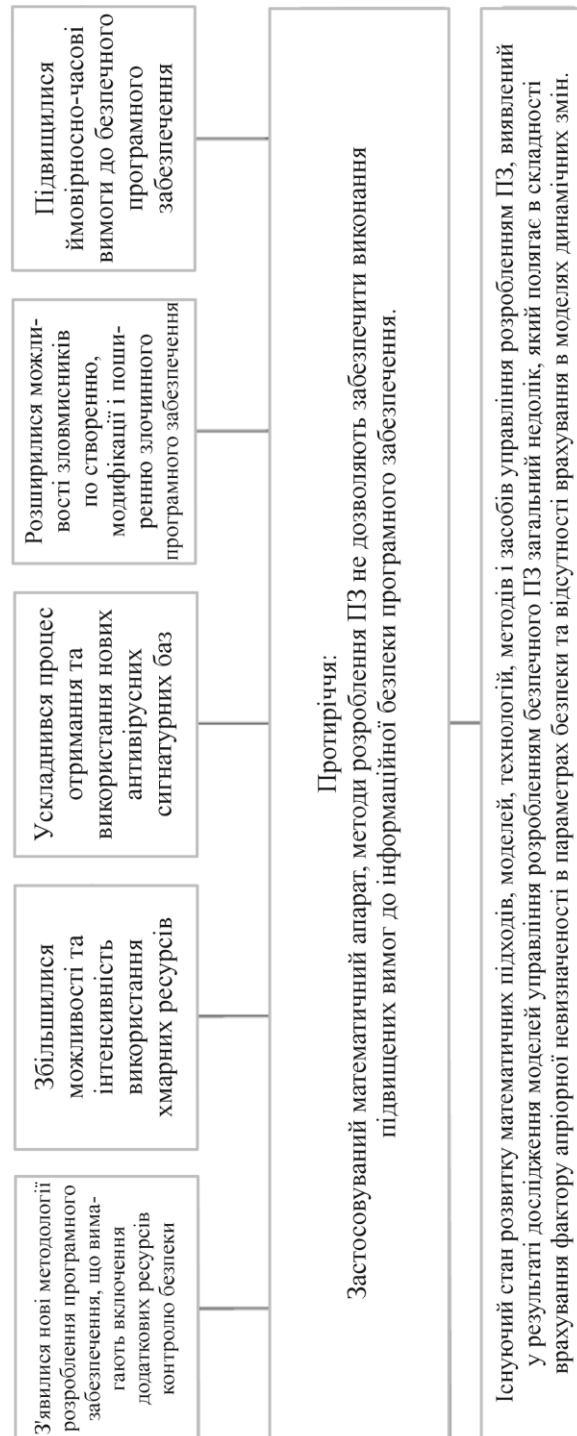 З'явилися нові методології
розроблення програмного
забезпечення, що вима-
гають включення
додаткових ресурсів
контролю безпеки
Збільшилися
можливості та
інтенсивність
використання
хмарних ресурсів
Ускладнився процес
отримання та
використання нових
антивірусних
сигнатурних баз
Розширилися можли-
вості зловмисників
по створенню,
модифікації і поши-
ренню злочинного
програмного забезпечення
Підвищилися
ймовірносно-часові
вимоги до безпечного
програмного
забезпечення
Протиріччя:
Застосовуваний математичний апарат, методи розроблення ПЗ не дозволяють забезпечити виконання
підвищених вимог до інформаційної безпеки програмного забезпечення.
Існуючий стан розвитку математичних підходів, моделей, технологій, методів і засобів управління розробленням ПЗ, виявлений
у результаті дослідження моделей управління розробленням безпечного ПЗ загальний недолік, який полягає в складності
врахування фактору апріорної невизначеності в параметрах безпеки та відсутності врахування в моделях динамічних змін.